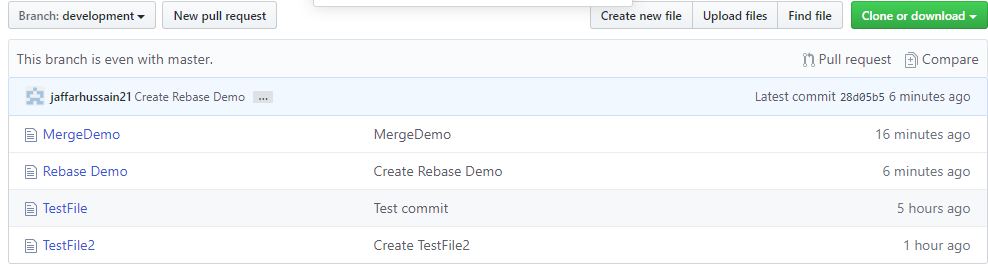 Branch: development New pull request Create new file Upload files Find file Clone or download
This branch is even with master. Pull request Compare
jaffarhussain21 Create Rebase Demo ... Latest commit 28d05b5 6 minutes ago
MergeDemo MergeDemo 16 minutes ago
Rebase Demo Create Rebase Demo 6 minutes ago
TestFile Test commit 5 hours ago
TestFile2 Create TestFile2 1 hour ago